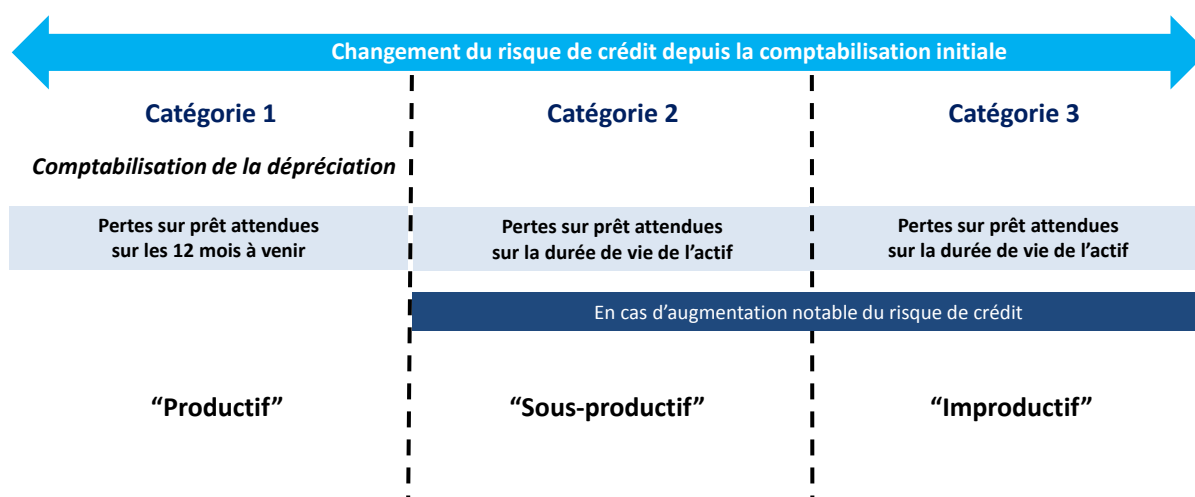 Changement du risque de crédit depuis la comptabilisation initiale
Catégorie 1
Catégorie 2
Catégorie 3
Comptabilisation de la dépréciation
Pertes sur prêt attendues
sur les 12 mois à venir
Pertes sur prêt attendues
sur la durée de vie de l’actif
Pertes sur prêt attendues
sur la durée de vie de l’actif
En cas d’augmentation notable du risque de crédit
“Productif”
“Sous-productif”
“Improductif”